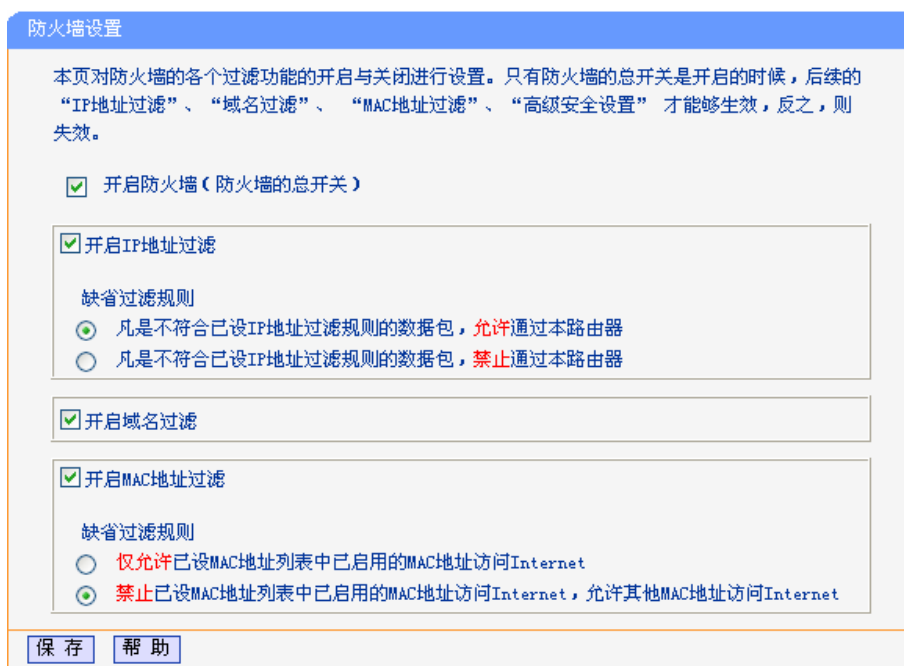 防火墙设置
本页对防火墙的各个过滤功能的开启与关闭进行设置。只有防火墙的总开关是开启的时候，后续的
“IP地址过滤”、“域名过滤”、 “MAC地址过滤”、“高级安全设置” 才能够生效，反之，则
失效。
开启防火墙（防火墙的总开关）
开启IP地址过滤
缺省过滤规则
凡是不符合已设IP地址过滤规则的数据包，允许通过本路由器
凡是不符合已设IP地址过滤规则的数据包，禁止通过本路由器
开启域名过滤
开启MAC地址过滤
缺省过滤规则
仅允许已设MAC地址列表中已启用的MAC地址访问Internet
禁止已设MAC地址列表中已启用的MAC地址访问Internet，允许其他MAC地址访问Internet
保 存 帮 助